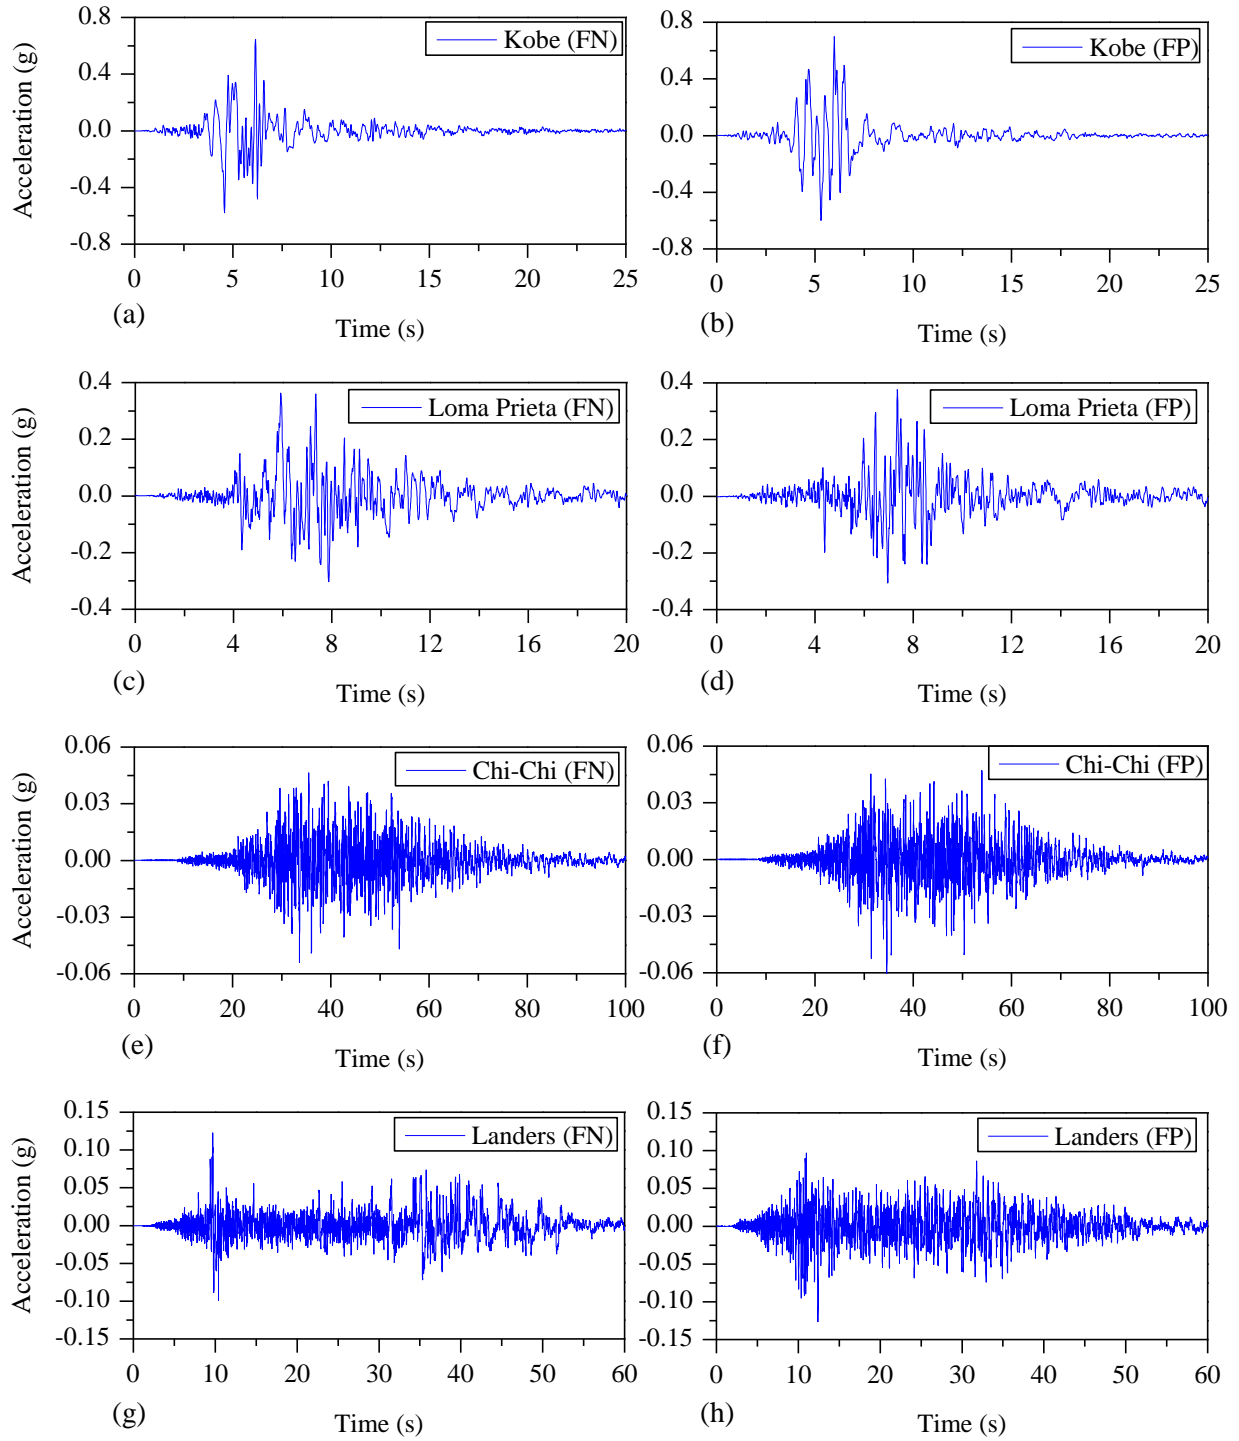 Kobe (FN)
Acceleration (g)
0.8
0.4
0.0
-0.4
-0.8
0 5 10 15 20 25
(a)
Time (s)
Kobe (FP)
0.8
0.4
0.0
-0.4
-0.8
0 5 10 15 20 25
(b)
Time (s)
Loma Prieta (FN)
Acceleration (g)
0.4
0.2
0.0
-0.2
-0.4
0 4 8 12 16 20
(c)
Time (s)
Loma Prieta (FP)
0.4
0.2
0.0
-0.2
-0.4
0 4 8 12 16 20
(d)
Time (s)
Chi-Chi (FN)
Acceleration (g)
0.06
0.03
0.00
-0.03
-0.06
0 20 40 60 80 100
(e)
Time (s)
Chi-Chi (FP)
0.06
0.03
0.00
-0.03
-0.06
0 20 40 60 80 100
(f)
Time (s)
Landers (FN)
Acceleration (g)
0.15
0.10
0.05
0.00
-0.05
-0.10
-0.15
0 10 20 30 40 50 60
(g)
Time (s)
Landers (FP)
0.15
0.10
0.05
0.00
-0.05
-0.10
-0.15
0 10 20 30 40 50 60
(h)
Time (s)